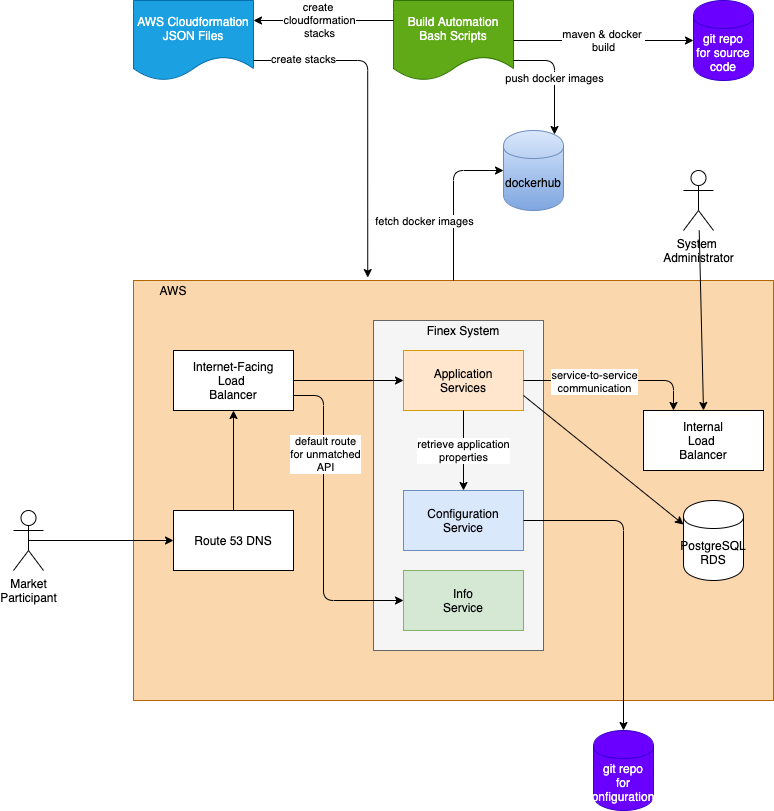 AWS Cloudformation
JSON Files
create
cloudformation
stacks
Build Automation
Bash Scripts
maven & docker
build
git repo
for source
code
create stacks
push docker images
dockerhub
fetch docker images
System
Administrator
AWS
Finex System
Internet-Facing
Load
Balancer
Application
Services
service-to-service
communication
Internal
Load
Balancer
default route
for unmatched
API
retrieve application
properties
Route 53 DNS
Configuration
Service
PostgreSQL
RDS
Market
Participant
Info
Service
git repo
for
onfiguration